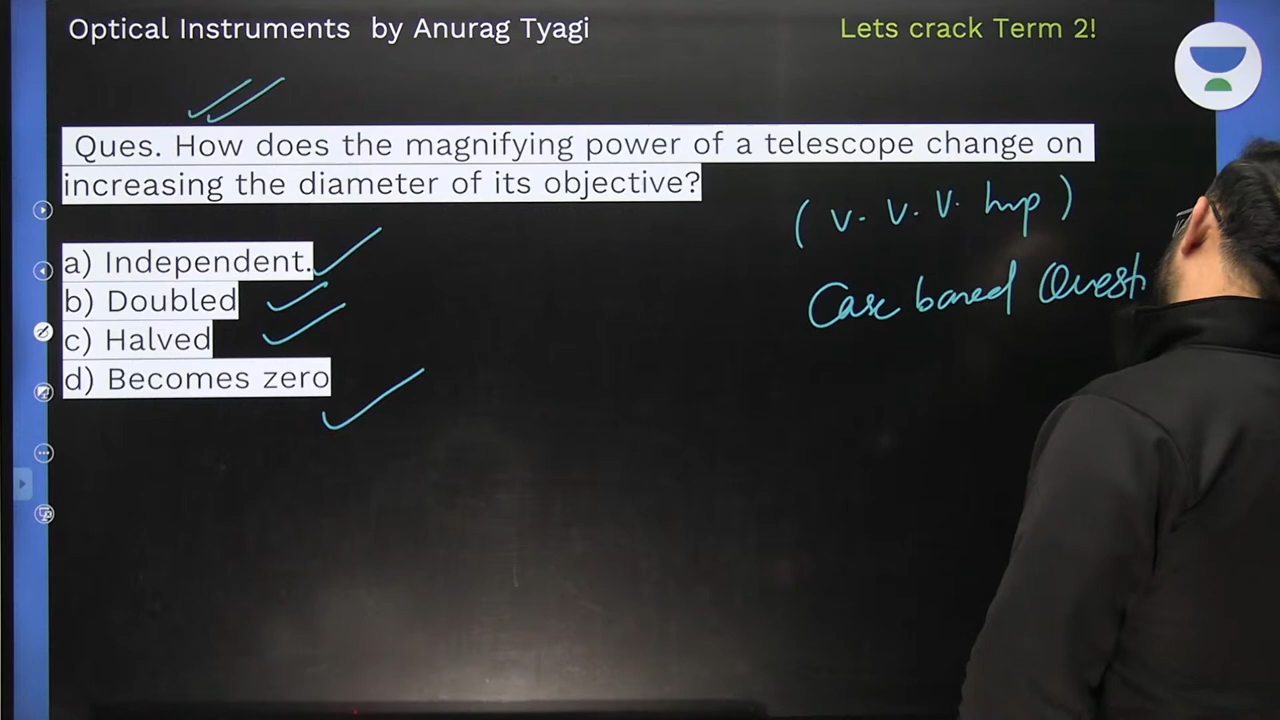 Optical Instruments by Anurag Tyagi
Lets crack Term 2!
Ques. How does the magnifying power of a telescope change on
increasing the diameter of its objective?
(V. V. V. Imp)
Case based Quest
a) Independent.
b) Doubled
c) Halved
d) Becomes zero